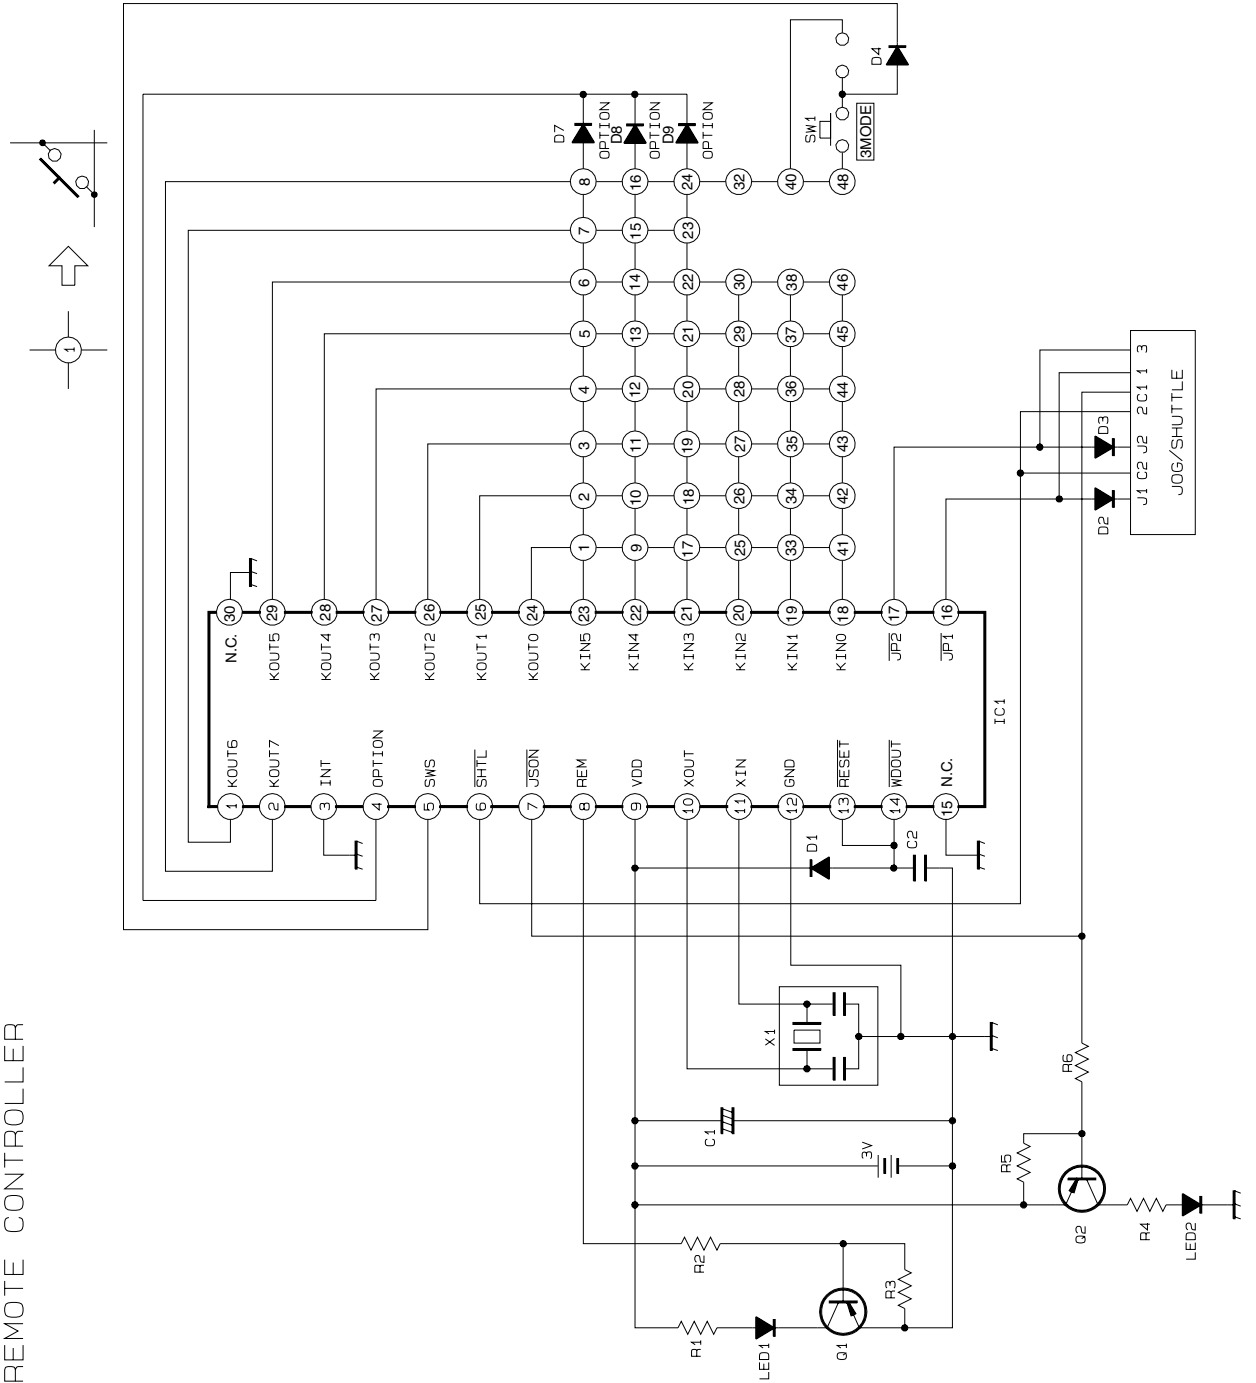 REMOTE CONTROLLER
1
D4
SW1
3MODE
D7
OPTION
D8
OPTION
D9
OPTION
8 16 24 32 40 48
7 15 23
6 14 22 30 38 46
5 13 21 29 37 45
4 12 20 28 36 44
3 11 19 27 35 43
2 10 18 26 34 42
1 9 17 25 33 41
30 29 28 27 26 25 24 23 22 21 20 19 18 17 16
N.C.
KOUT5
KOUT4
KOUT3
KOUT2
KOUT1
KOUT0
KIN5
KIN4
KIN3
KIN2
KIN1
KIN0
JP2
JP1
IC1
KOUT6
KOUT7
INT
OPTION
SWS
SHTL
JSON
REM
VDD
XOUT
XIN
GND
RESET
WDOUT
N.C.
1 2 3 4 5 6 7 8 9 10 11 12 13 14 15
D1
C2
X1
C1
3V
R2
R1
LED1
Q1
R3
R6
R5
Q2
R4
LED2
D2
D3
J1 C2 J2 2 C1 1 3
JOG/SHUTTLE